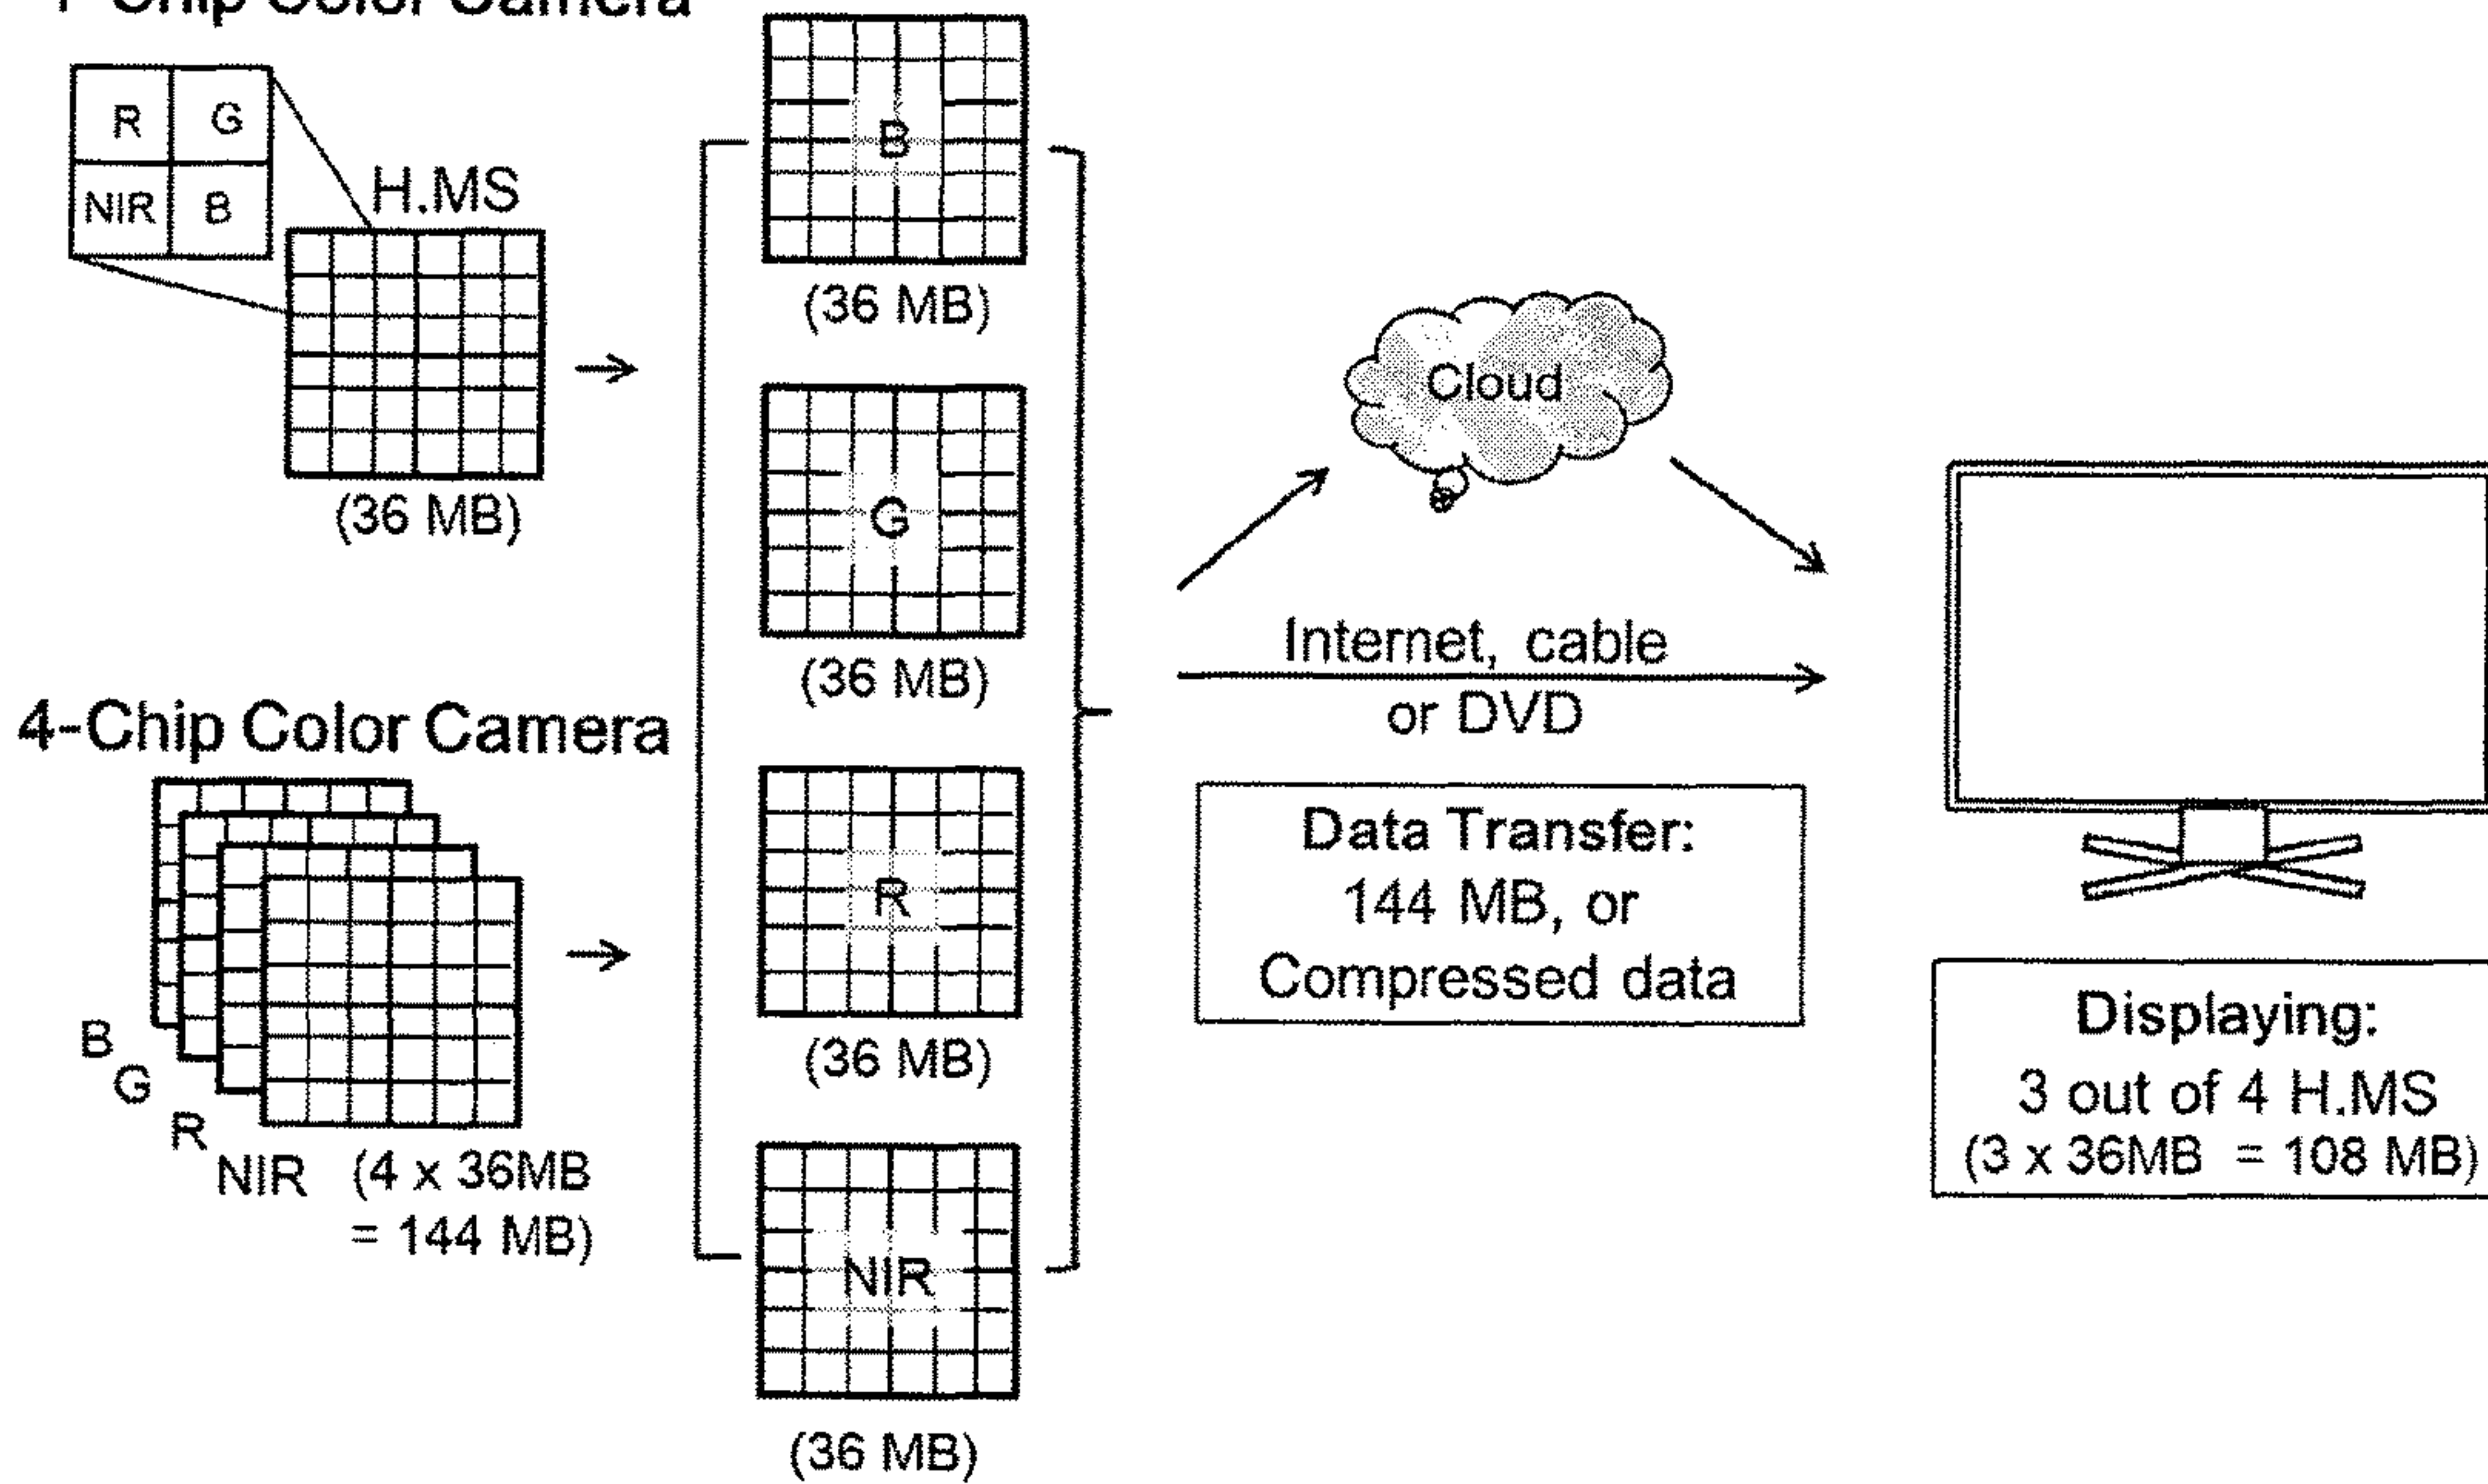 1-Chip Color Camera
R G
NIR B
H.MS
(36 MB)
4-Chip Color Camera
B
G
R
NIR (4 x 36MB
= 144 MB)
B
(36 MB)
G
(36 MB)
R
(36 MB)
NIR
(36 MB)
Cloud
Internet, cable
or DVD
Data Transfer:
144 MB, or
Compressed data
Displaying:
3 out of 4 H.MS
(3 x 36MB = 108 MB)